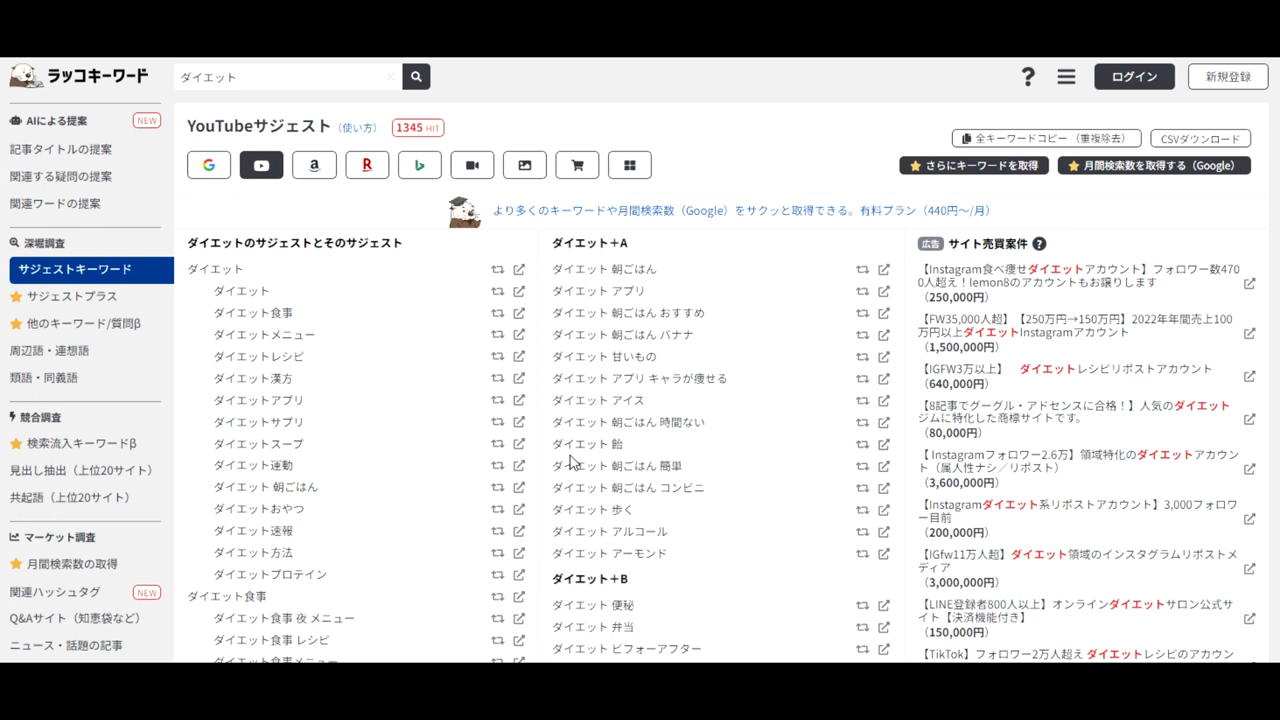 ラッコキーワード
ダイエット
ログイン
新規登録
AIによる提案
NEW
記事タイトルの提案
関連する疑問の提案
関連ワードの提案
深堀調査
サジェストキーワード
サジェストプラス
他のキーワード/質問β
周辺語・連想語
類語・同義語
競合調査
検索流入キーワードβ
見出し抽出（上位20サイト）
共起語（上位20サイト）
マーケット調査
月間検索数の取得
関連ハッシュタグ
NEW
Q&Aサイト（知恵袋など）
ニュース・話題の記事
YouTubeサジェスト （使い方） 1345 HIT
全キーワードコピー （重複除去）
CSVダウンロード
さらにキーワードを取得
月間検索数を取得する（Google）
より多くのキーワードや月間検索数（Google）をサクッと取得できる。有料プラン（440円〜/月）
ダイエットのサジェストとそのサジェスト
ダイエット
ダイエット
ダイエット食事
ダイエットメニュー
ダイエットレシピ
ダイエット漢方
ダイエットアプリ
ダイエットサプリ
ダイエットスープ
ダイエット運動
ダイエット 朝ごはん
ダイエットおやつ
ダイエット速報
ダイエット方法
ダイエットプロテイン
ダイエット食事
ダイエット食事 夜 メニュー
ダイエット食事 レシピ
ダイエット食事メニュー
ダイエット＋A
ダイエット 朝ごはん
ダイエット アプリ
ダイエット 朝ごはん おすすめ
ダイエット 朝ごはん バナナ
ダイエット 甘いもの
ダイエット アプリ キャラが痩せる
ダイエット アイス
ダイエット 朝ごはん 時間ない
ダイエット 飴
ダイエット 朝ごはん 簡単
ダイエット 朝ごはん コンビニ
ダイエット 歩く
ダイエット アルコール
ダイエット アーモンド
ダイエット＋B
ダイエット 便秘
ダイエット 弁当
ダイエット ビフォーアフター
広告 サイト売買案件
【Instagram食べ痩せダイエットアカウント】フォロワー数470
0人超え！lemon8のアカウントもお譲りします
（250,000円）
【FW35,000人超】【250万円→150万円】2022年年間売上100
万円以上ダイエットInstagramアカウント
（1,500,000円）
【IGFW3万以上】 ダイエットレシピリポストアカウント
（640,000円）
【8記事でグーグル・アドセンスに合格！】人気のダイエット
ジムに特化した商標サイトです。
（80,000円）
【 Instagramフォロワー2.6万】領域特化のダイエットアカウン
ト（属人性ナシ／リポスト）
（3,600,000円）
【Instagramダイエット系リポストアカウント】3,000フォロワ
ー目前
（200,000円）
【IGfw11万人超】ダイエット領域のインスタグラムリポストメ
ディア
（3,000,000円）
【LINE登録者800人以上】オンラインダイエットサロン公式サ
イト【決済機能付き】
（150,000円）
【TikTok】フォロワー2万人超え ダイエットレシピのアカウン